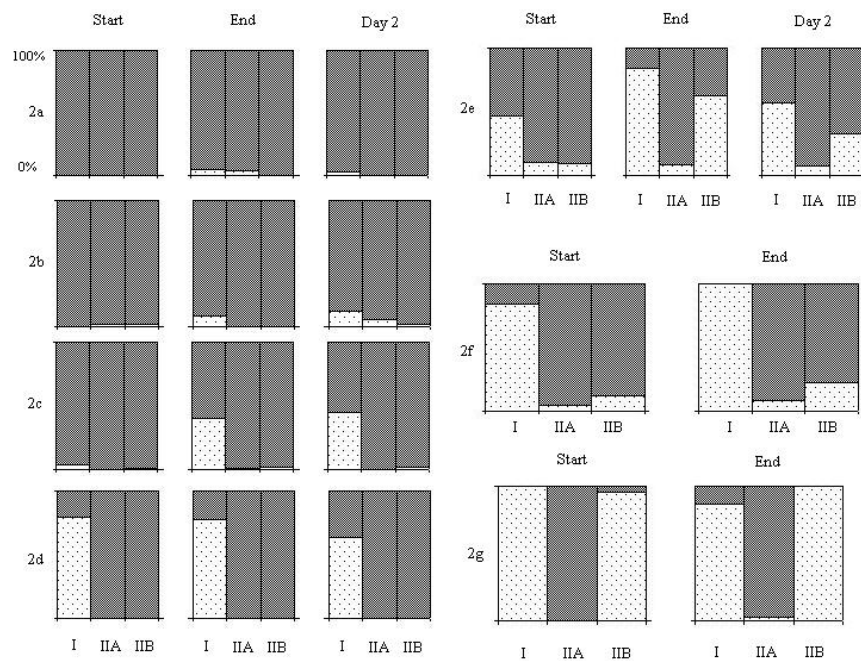 Start End Day 2
100%
2a
0%
2b
2c
2d
I IIA IIB I IIA IIB I IIA IIB
Start End Day 2
2e
I IIA IIB I IIA IIB I IIA IIB
Start End
2f
I IIA IIB I IIA IIB
Start End
2g
I IIA IIB I IIA IIB